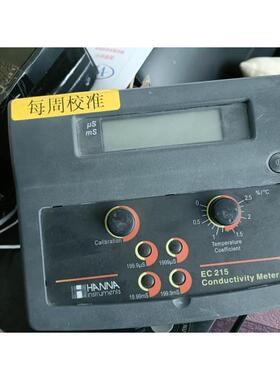 每周校准
µS
mS
%/°C
0
0.5
1
1.5
2
2.5
Calibration
Temperature
Coefficient
199.9µS
1999µS
19.99mS
199.9mS
HANNA
instruments
EC 215
Conductivity Meter